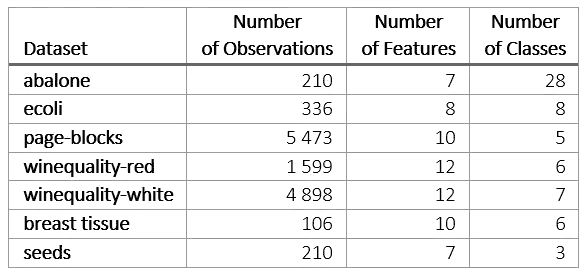 Dataset Number of Observations Number of Features Number of Classes
abalone 210 7 28
ecoli 336 8 8
page-blocks 5 473 10 5
winequality-red 1 599 12 6
winequality-white 4 898 12 7
breast tissue 106 10 6
seeds 210 7 3